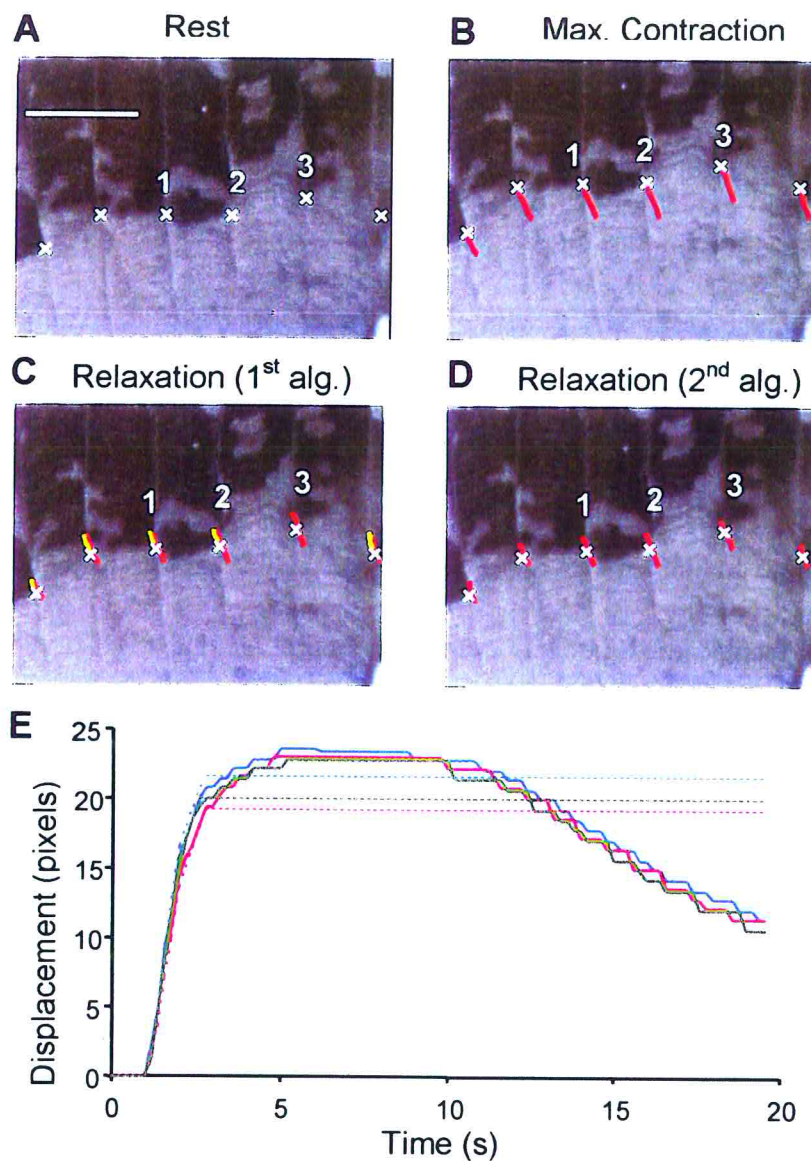 A Rest
B Max. Contraction
1 2 3
1 2 3
C Relaxation (1st alg.)
D Relaxation (2nd alg.)
1 2 3
1 2 3
E
Displacement (pixels)
25
20
15
10
5
0
0 5 10 15 20
Time (s)